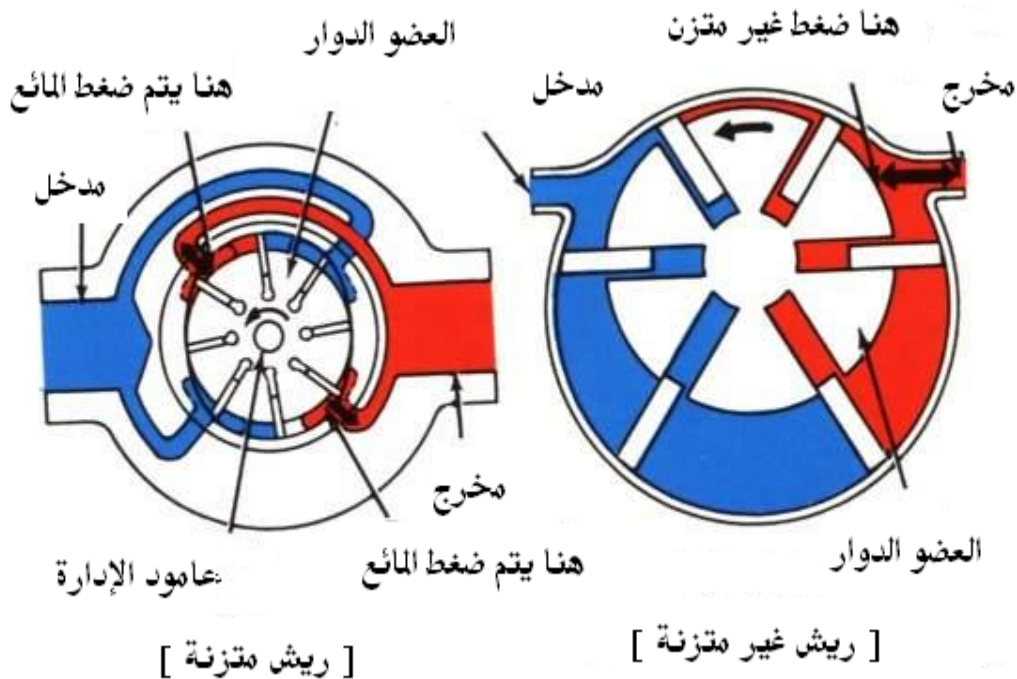 هنا ضغط غير متزن
العضو الدوار
مخرج
مدخل
هنا يتم ضغط المائع
مدخل
مخرج
العضو الدوار
هنا يتم ضغط المائع
عامود الإدارة
[ ريش غير متزنة ]
[ ريش متزنة ]